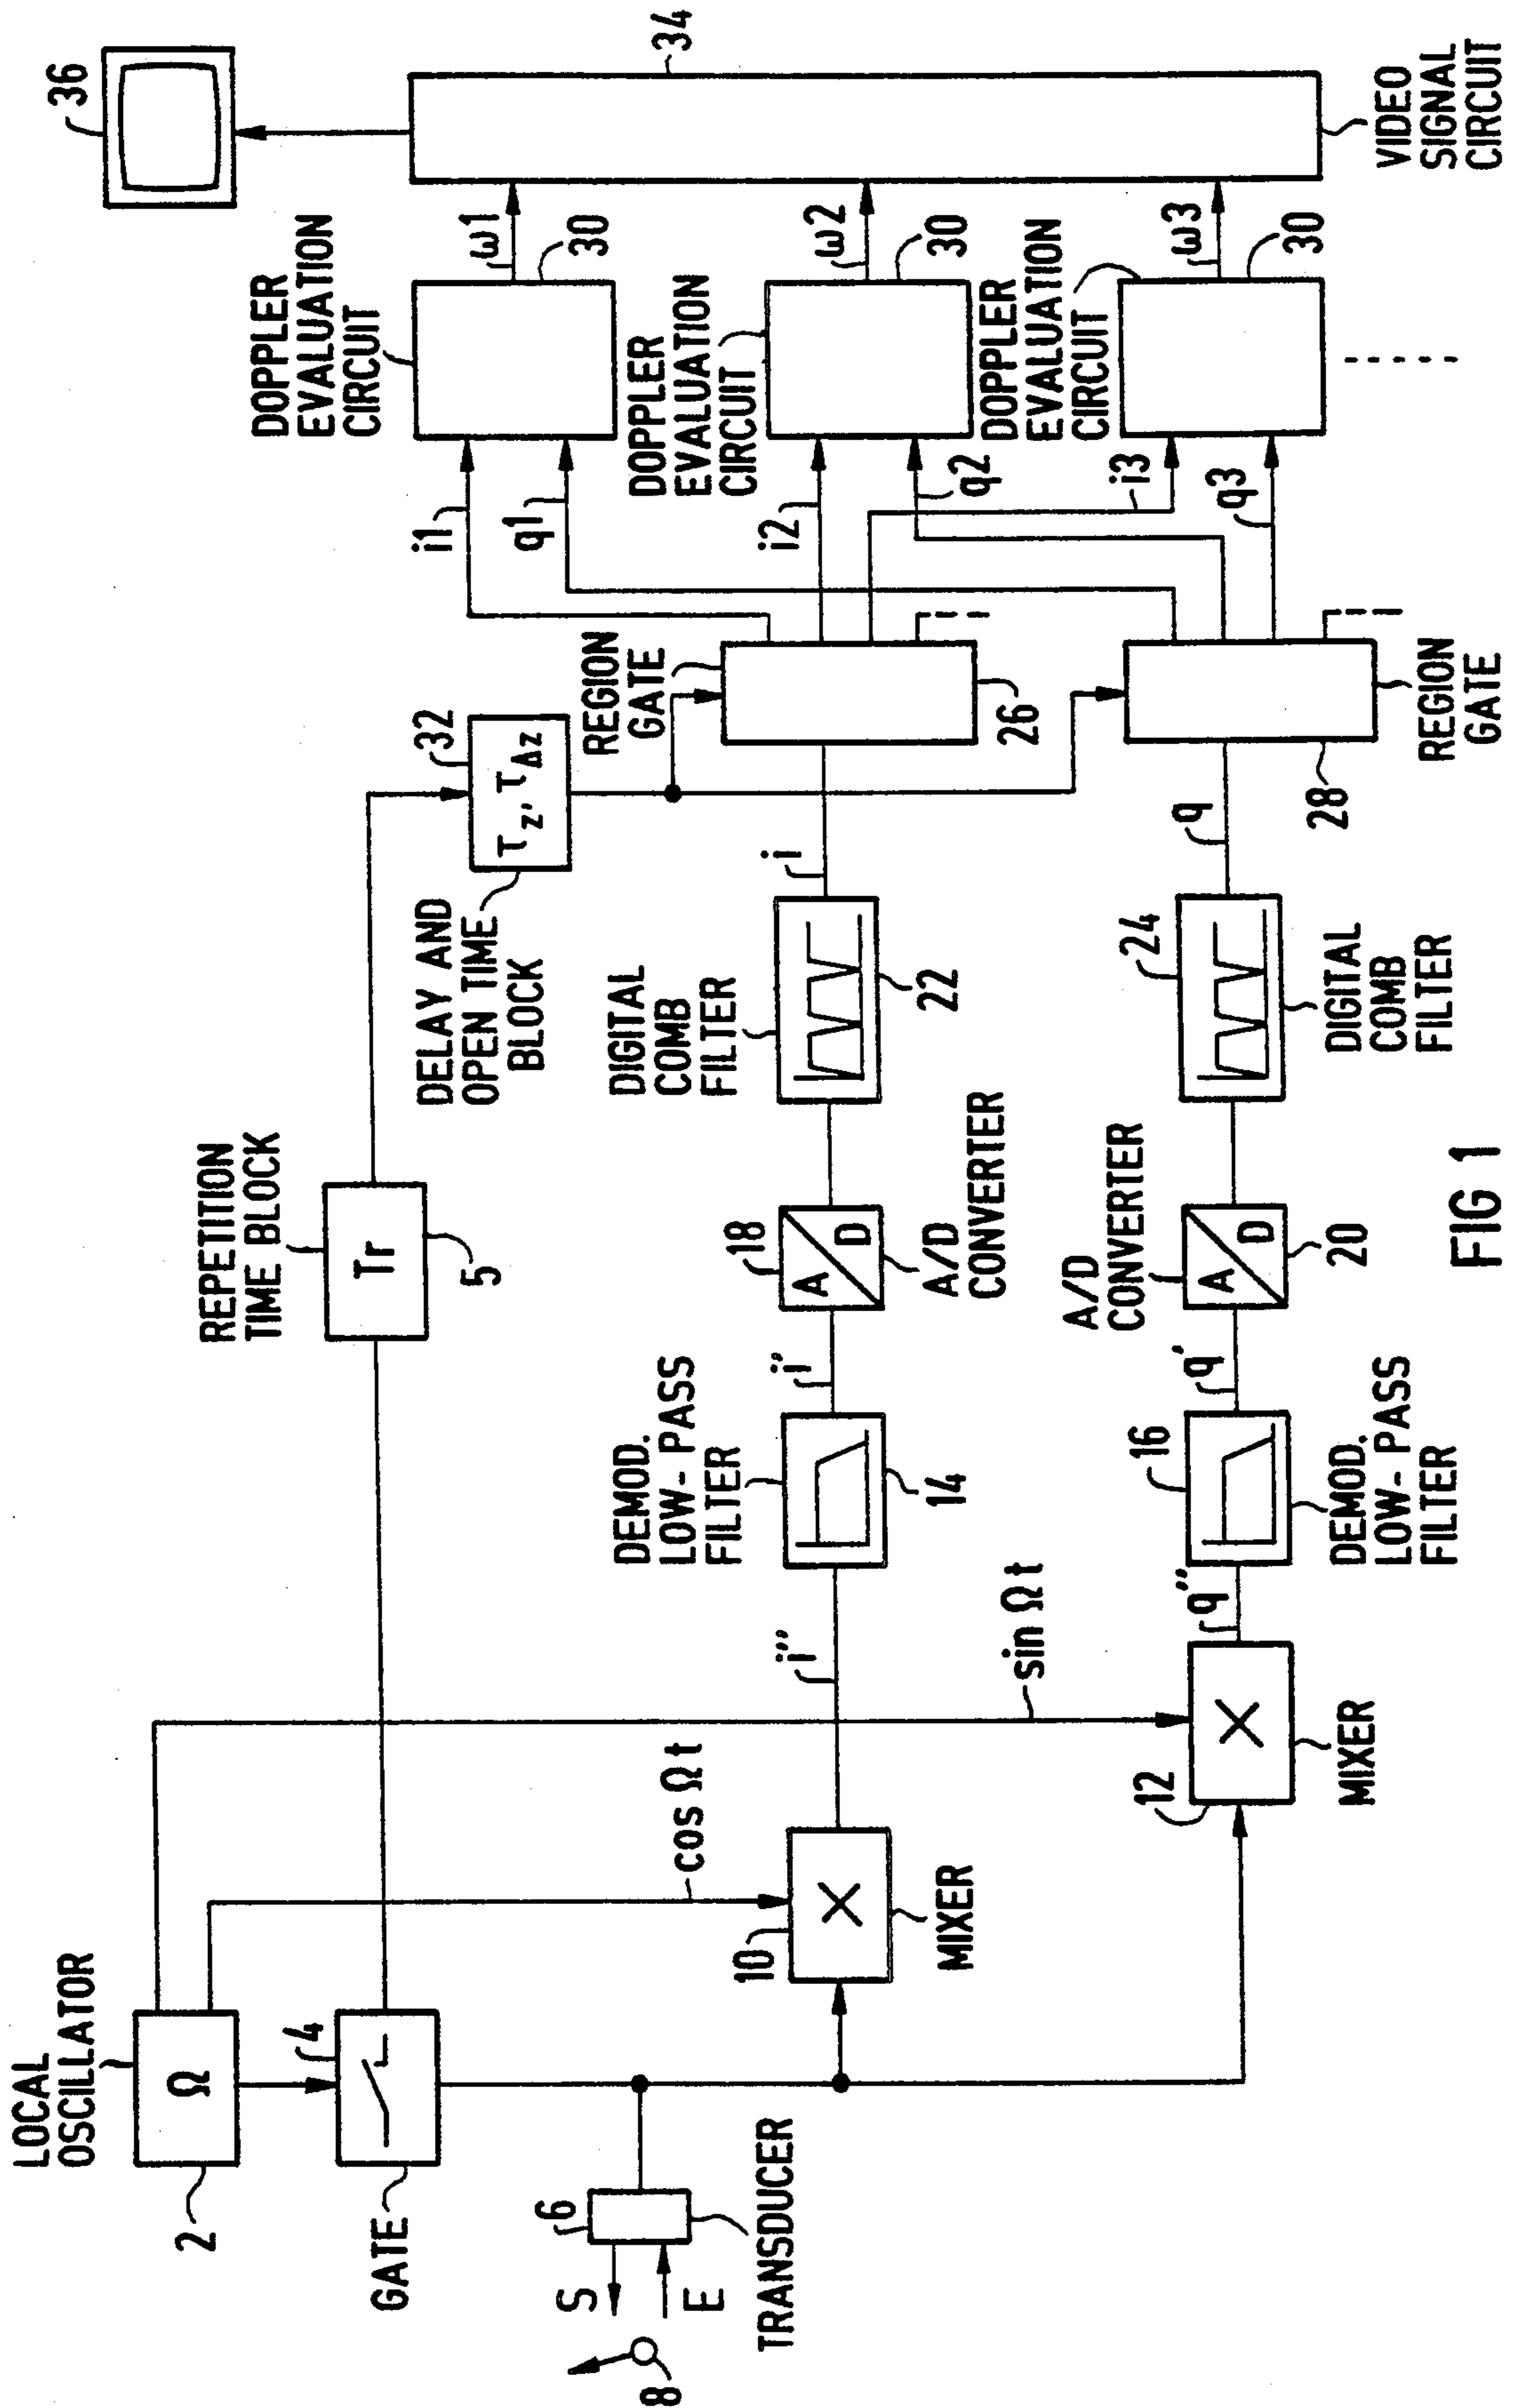 LOCAL
OSCILLATOR
Ω
2
4
GATE
6
S
E
8
TRANSDUCER
REPETITION
TIME BLOCK
Tr
5
cos Ω t
sin Ω t
10
X
MIXER
12
X
MIXER
i''
q''
DEMOD.
LOW-PASS
FILTER
14
16
DEMOD.
LOW-PASS
FILTER
i'
q'
18
A
D
A/D
CONVERTER
A/D
CONVERTER
A
D
20
DIGITAL
COMB
FILTER
22
24
DIGITAL
COMB
FILTER
i
q
DELAY AND
OPEN TIME
BLOCK
τz, τΔz
32
REGION
GATE
26
28
REGION
GATE
i1
q1
i2
q2
i3
q3
DOPPLER
EVALUATION
CIRCUIT
30
DOPPLER
EVALUATION
CIRCUIT
30
DOPPLER
EVALUATION
CIRCUIT
30
ω1
ω2
ω3
34
VIDEO
SIGNAL
CIRCUIT
36
FIG 1